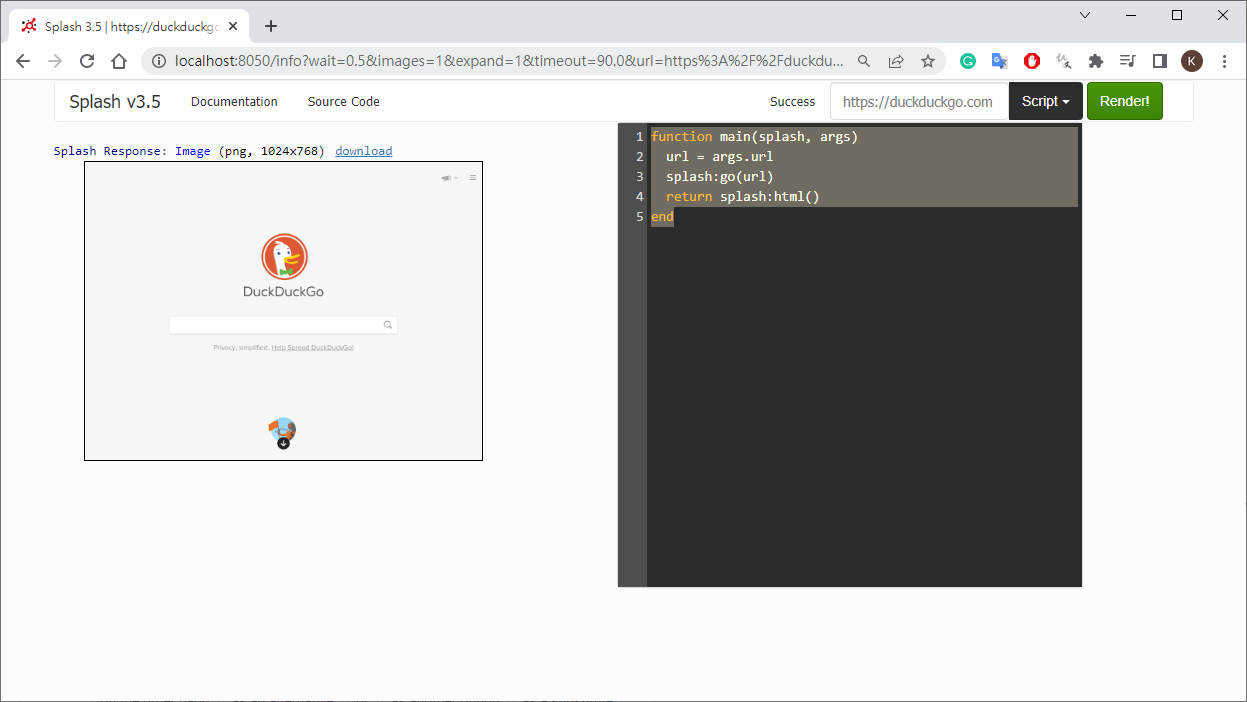 Splash 3.5 | https://duckduckgo
localhost:8050/info?wait=0.5&images=1&expand=1&timeout=90.0&url=https%3A%2F%2Fduckdu...
K
Splash v3.5 Documentation Source Code Success https://duckduckgo.com Script Render!
Splash Response: Image (png, 1024x768) download
DuckDuckGo
Privacy, simplified. Help Spread DuckDuckGo!
1 function main(splash, args)
2 url = args.url
3 splash:go(url)
4 return splash:html()
5 end